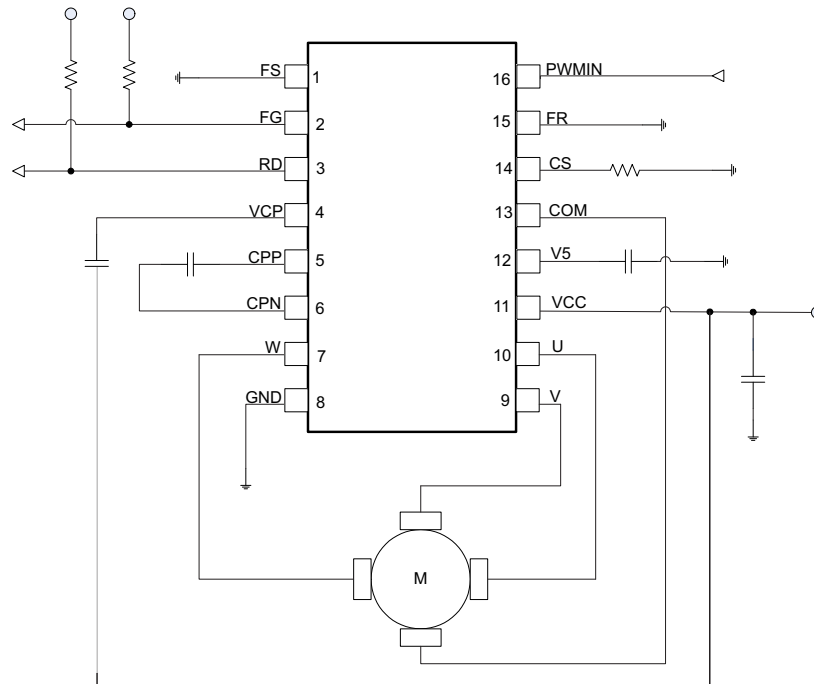 FS 1 16 PWMIN
FG 2 15 FR
RD 3 14 CS
VCP 4 13 COM
CPP 5 12 V5
CPN 6 11 VCC
W 7 10 U
GND 8 9 V
M